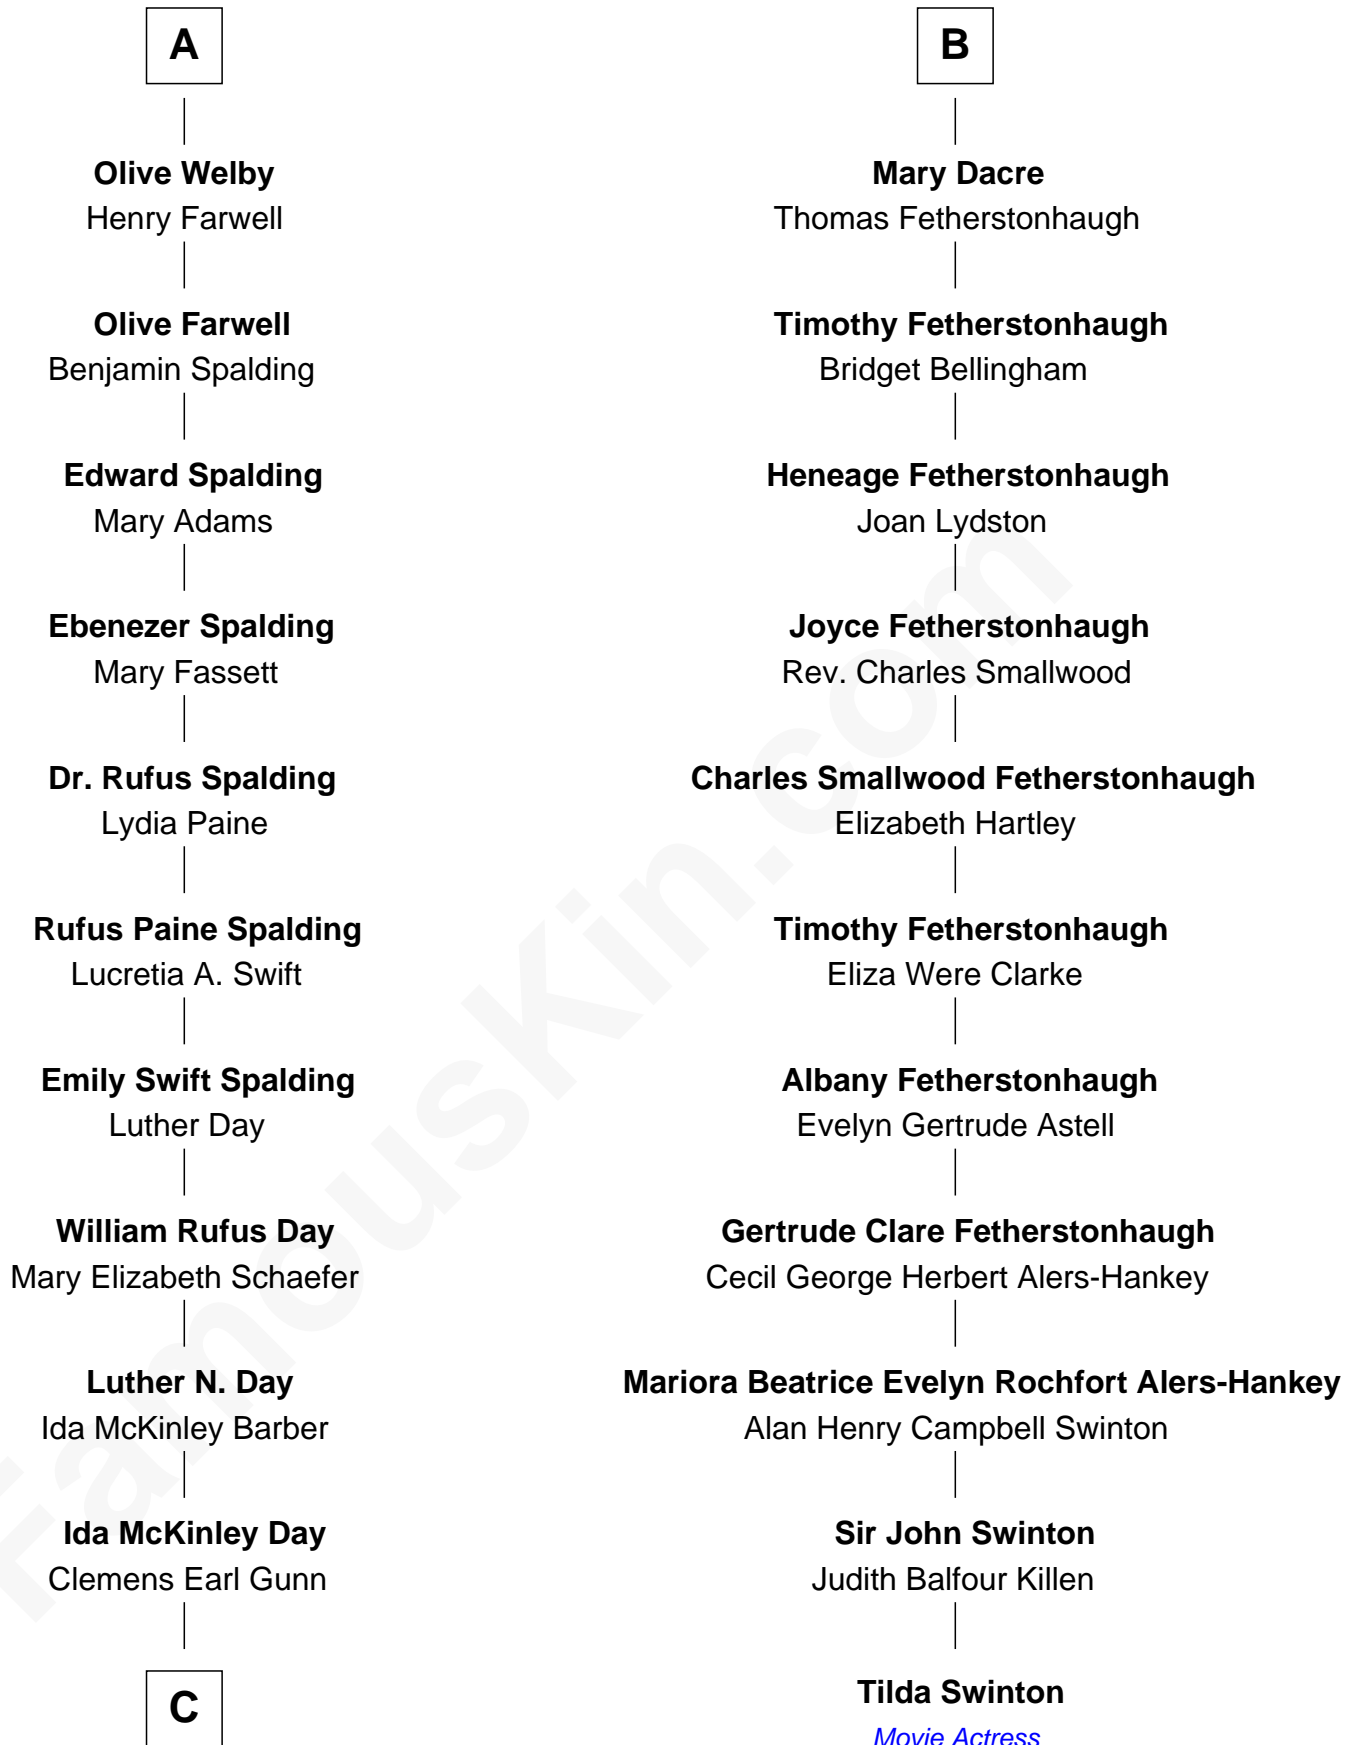 A
Olive Welby
Henry Farwell
Olive Farwell
Benjamin Spalding
Edward Spalding
Mary Adams
Ebenezer Spalding
Mary Fassett
Dr. Rufus Spalding
Lydia Paine
Rufus Paine Spalding
Lucretia A. Swift
Emily Swift Spalding
Luther Day
William Rufus Day
Mary Elizabeth Schaefer
Luther N. Day
Ida McKinley Barber
Ida McKinley Day
Clemens Earl Gunn
C
B
Mary Dacre
Thomas Fetherstonhaugh
Timothy Fetherstonhaugh
Bridget Bellingham
Heneage Fetherstonhaugh
Joan Lydston
Joyce Fetherstonhaugh
Rev. Charles Smallwood
Charles Smallwood Fetherstonhaugh
Elizabeth Hartley
Timothy Fetherstonhaugh
Eliza Were Clarke
Albany Fetherstonhaugh
Evelyn Gertrude Astell
Gertrude Clare Fetherstonhaugh
Cecil George Herbert Alers-Hankey
Mariora Beatrice Evelyn Rochfort Alers-Hankey
Alan Henry Campbell Swinton
Sir John Swinton
Judith Balfour Killen
Tilda Swinton
Movie Actress
FamousKin.com